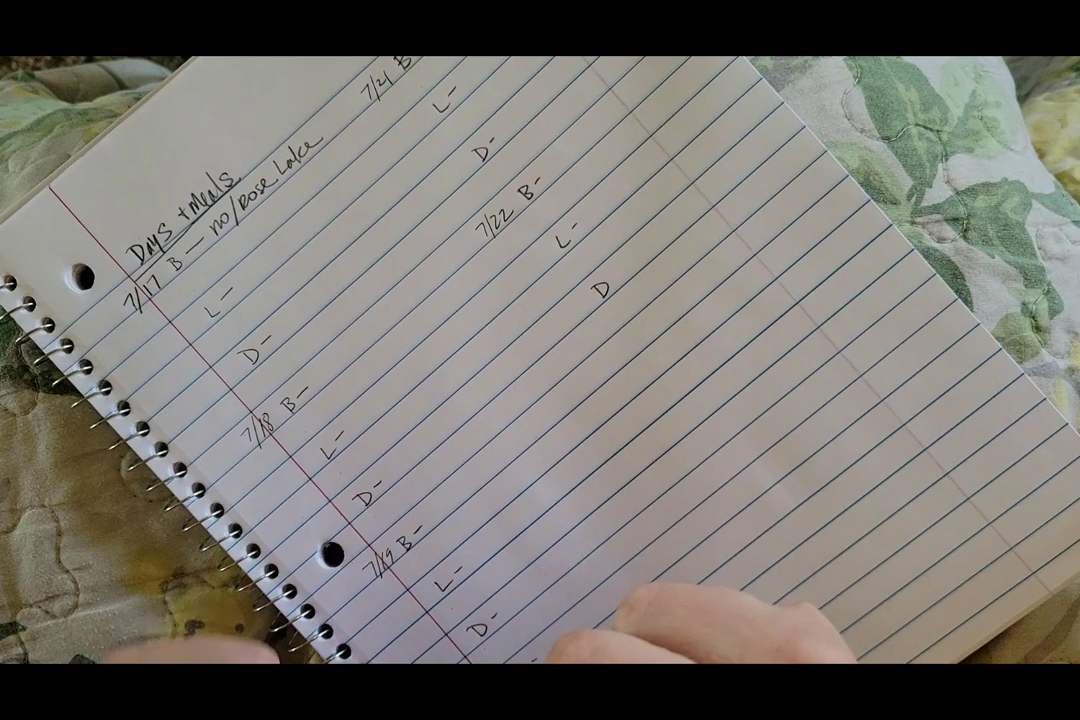 Days + Meals
7/17 B - no/Rose Lake
L -
D -
7/18 B -
L -
D -
7/19 B -
L -
D -
7/21 B
L -
D -
7/22 B -
L -
D